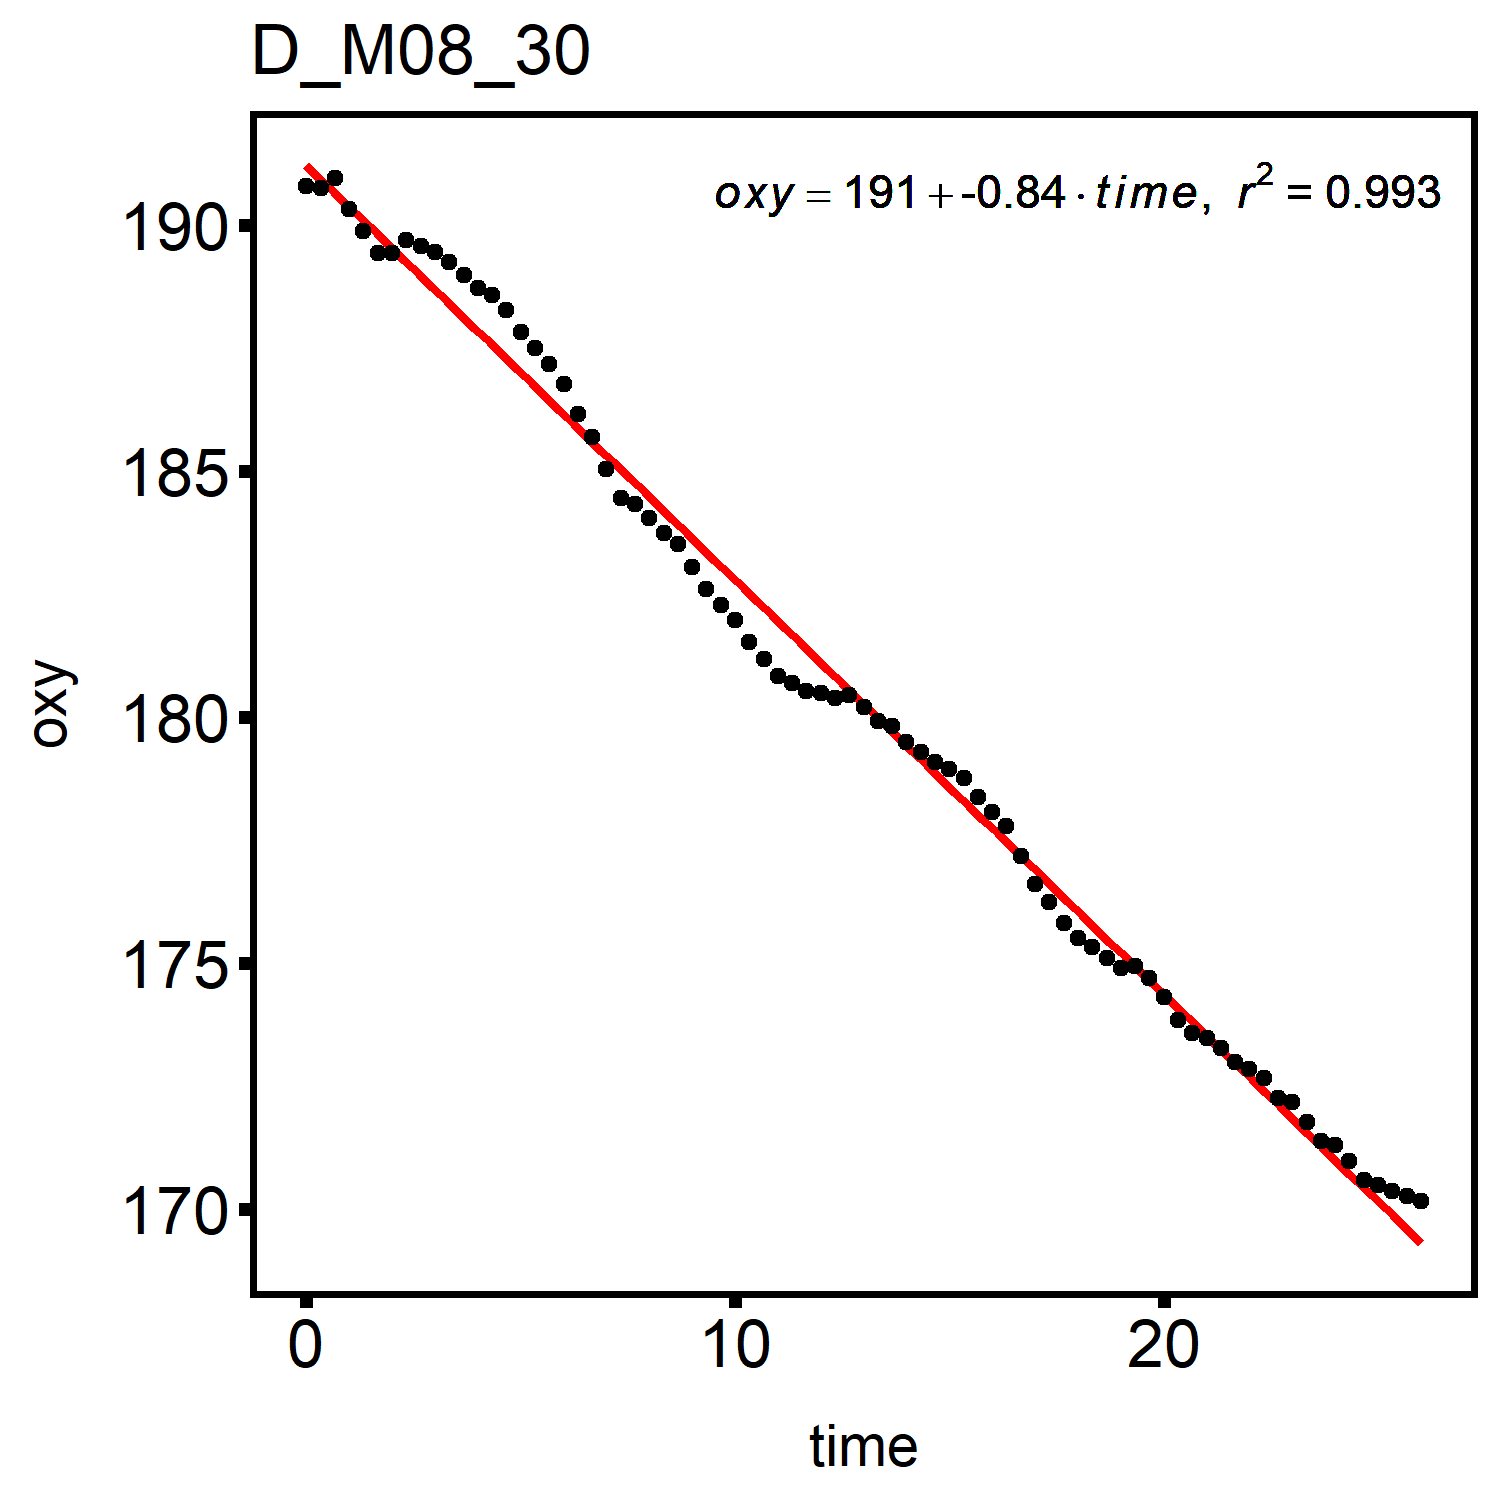 D_M08_30
oxy = 191 + -0.84 · time, r² = 0.993
190
185
180
175
170
oxy
0 10 20
time